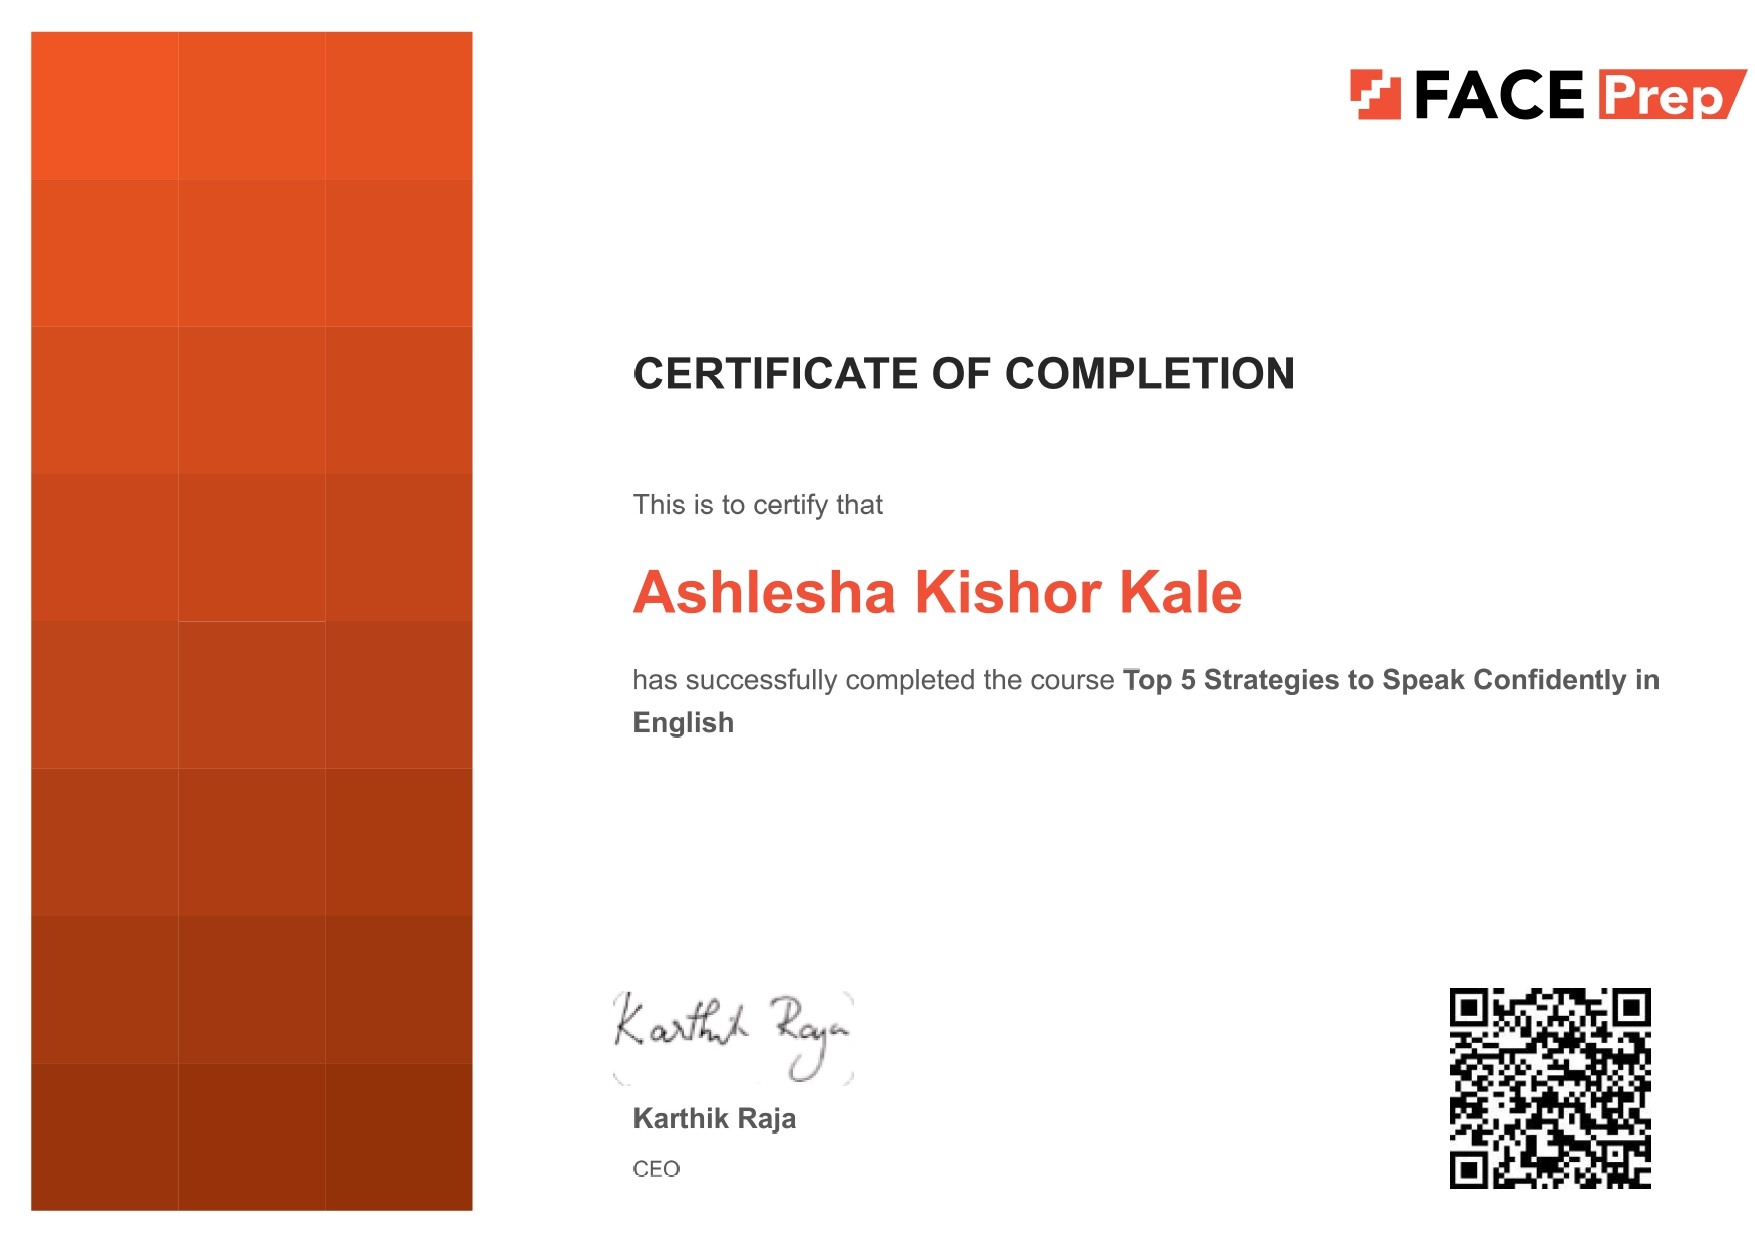 FACE Prep
CERTIFICATE OF COMPLETION
This is to certify that
Ashlesha Kishor Kale
has successfully completed the course Top 5 Strategies to Speak Confidently in
English
Karthik Raja
Karthik Raja
CEO